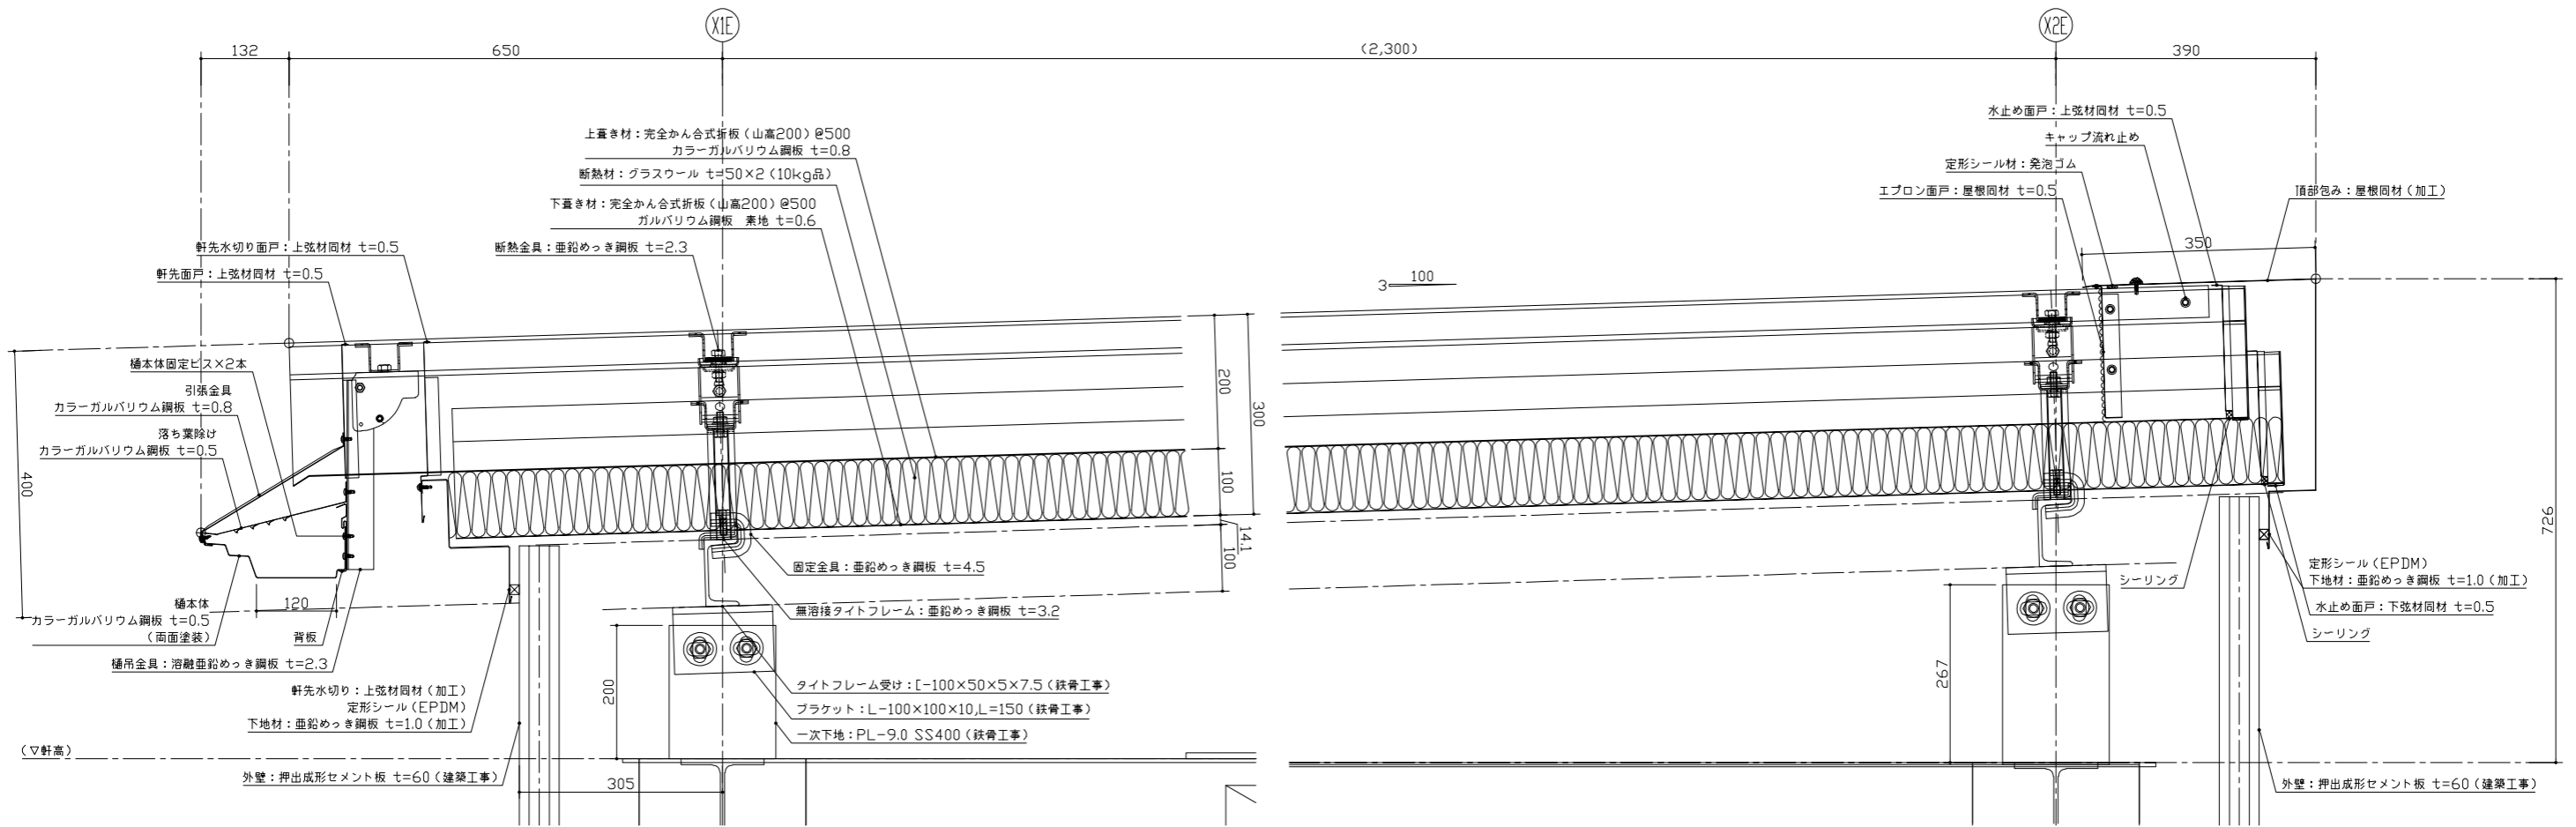 X1E
X2E
132
650
(2,300)
390
上葺き材：完全かん合式折板（山高200）@500
カラーガルバリウム鋼板 t=0.8
断熱材：グラスウール t=50×2（10kg品）
下葺き材：完全かん合式折板（山高200）@500
ガルバリウム鋼板　素地 t=0.6
断熱金具：亜鉛めっき鋼板 t=2.3
軒先水切り面戸：上弦材同材 t=0.5
軒先面戸：上弦材同材 t=0.5
樋本体固定ビス×2本
引張金具
カラーガルバリウム鋼板 t=0.8
落ち葉除け
カラーガルバリウム鋼板 t=0.5
400
120
樋本体
カラーガルバリウム鋼板 t=0.5
（両面塗装）
背板
樋吊金具：溶融亜鉛めっき鋼板 t=2.3
軒先水切り：上弦材同材（加工）
定形シール（EPDM）
下地材：亜鉛めっき鋼板 t=1.0（加工）
（▽軒高）
外壁：押出成形セメント板 t=60（建築工事）
305
200
固定金具：亜鉛めっき鋼板 t=4.5
無溶接タイトフレーム：亜鉛めっき鋼板 t=3.2
タイトフレーム受け：[-100×50×5×7.5（鉄骨工事）
ブラケット：L-100×100×10,L=150（鉄骨工事）
一次下地：PL-9.0 SS400（鉄骨工事）
200
100
300
14.1
100
3
100
水止め面戸：上弦材同材 t=0.5
キャップ流れ止め
定形シール材：発泡ゴム
エプロン面戸：屋根同材 t=0.5
頂部包み：屋根同材（加工）
350
726
267
シーリング
定形シール（EPDM）
下地材：亜鉛めっき鋼板 t=1.0（加工）
水止め面戸：下弦材同材 t=0.5
シーリング
外壁：押出成形セメント板 t=60（建築工事）